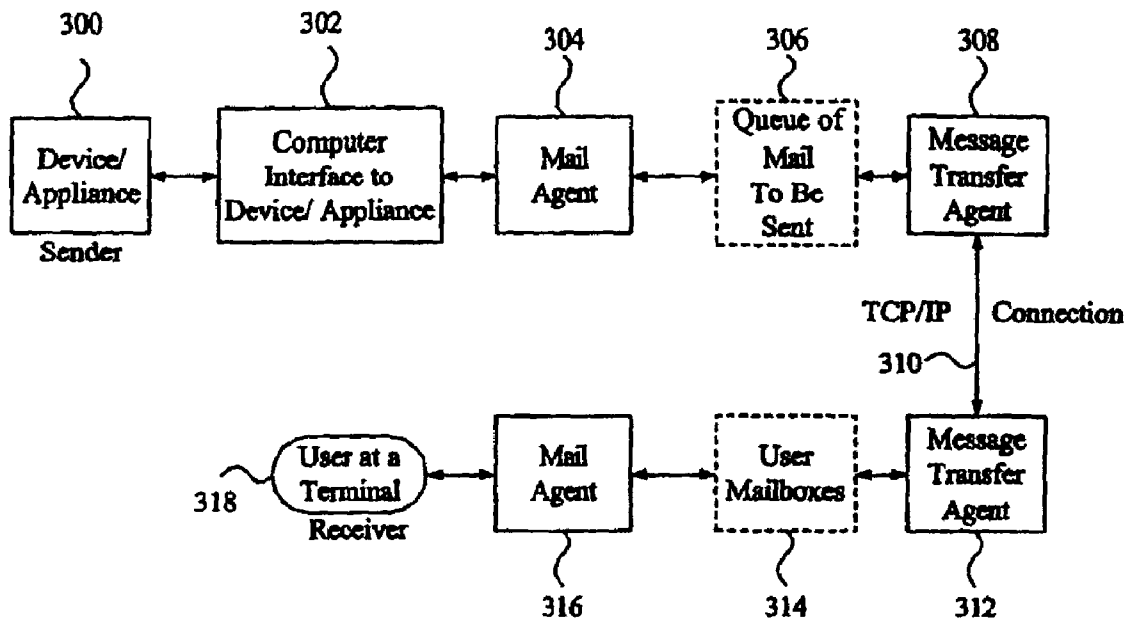 300
302
304
306
308
Device/
Appliance
Sender
Computer
Interface to
Device/ Appliance
Mail
Agent
Queue of
Mail
To Be
Sent
Message
Transfer
Agent
TCP/IP Connection
310
318
User at a
Terminal
Receiver
Mail
Agent
User
Mailboxes
Message
Transfer
Agent
316
314
312